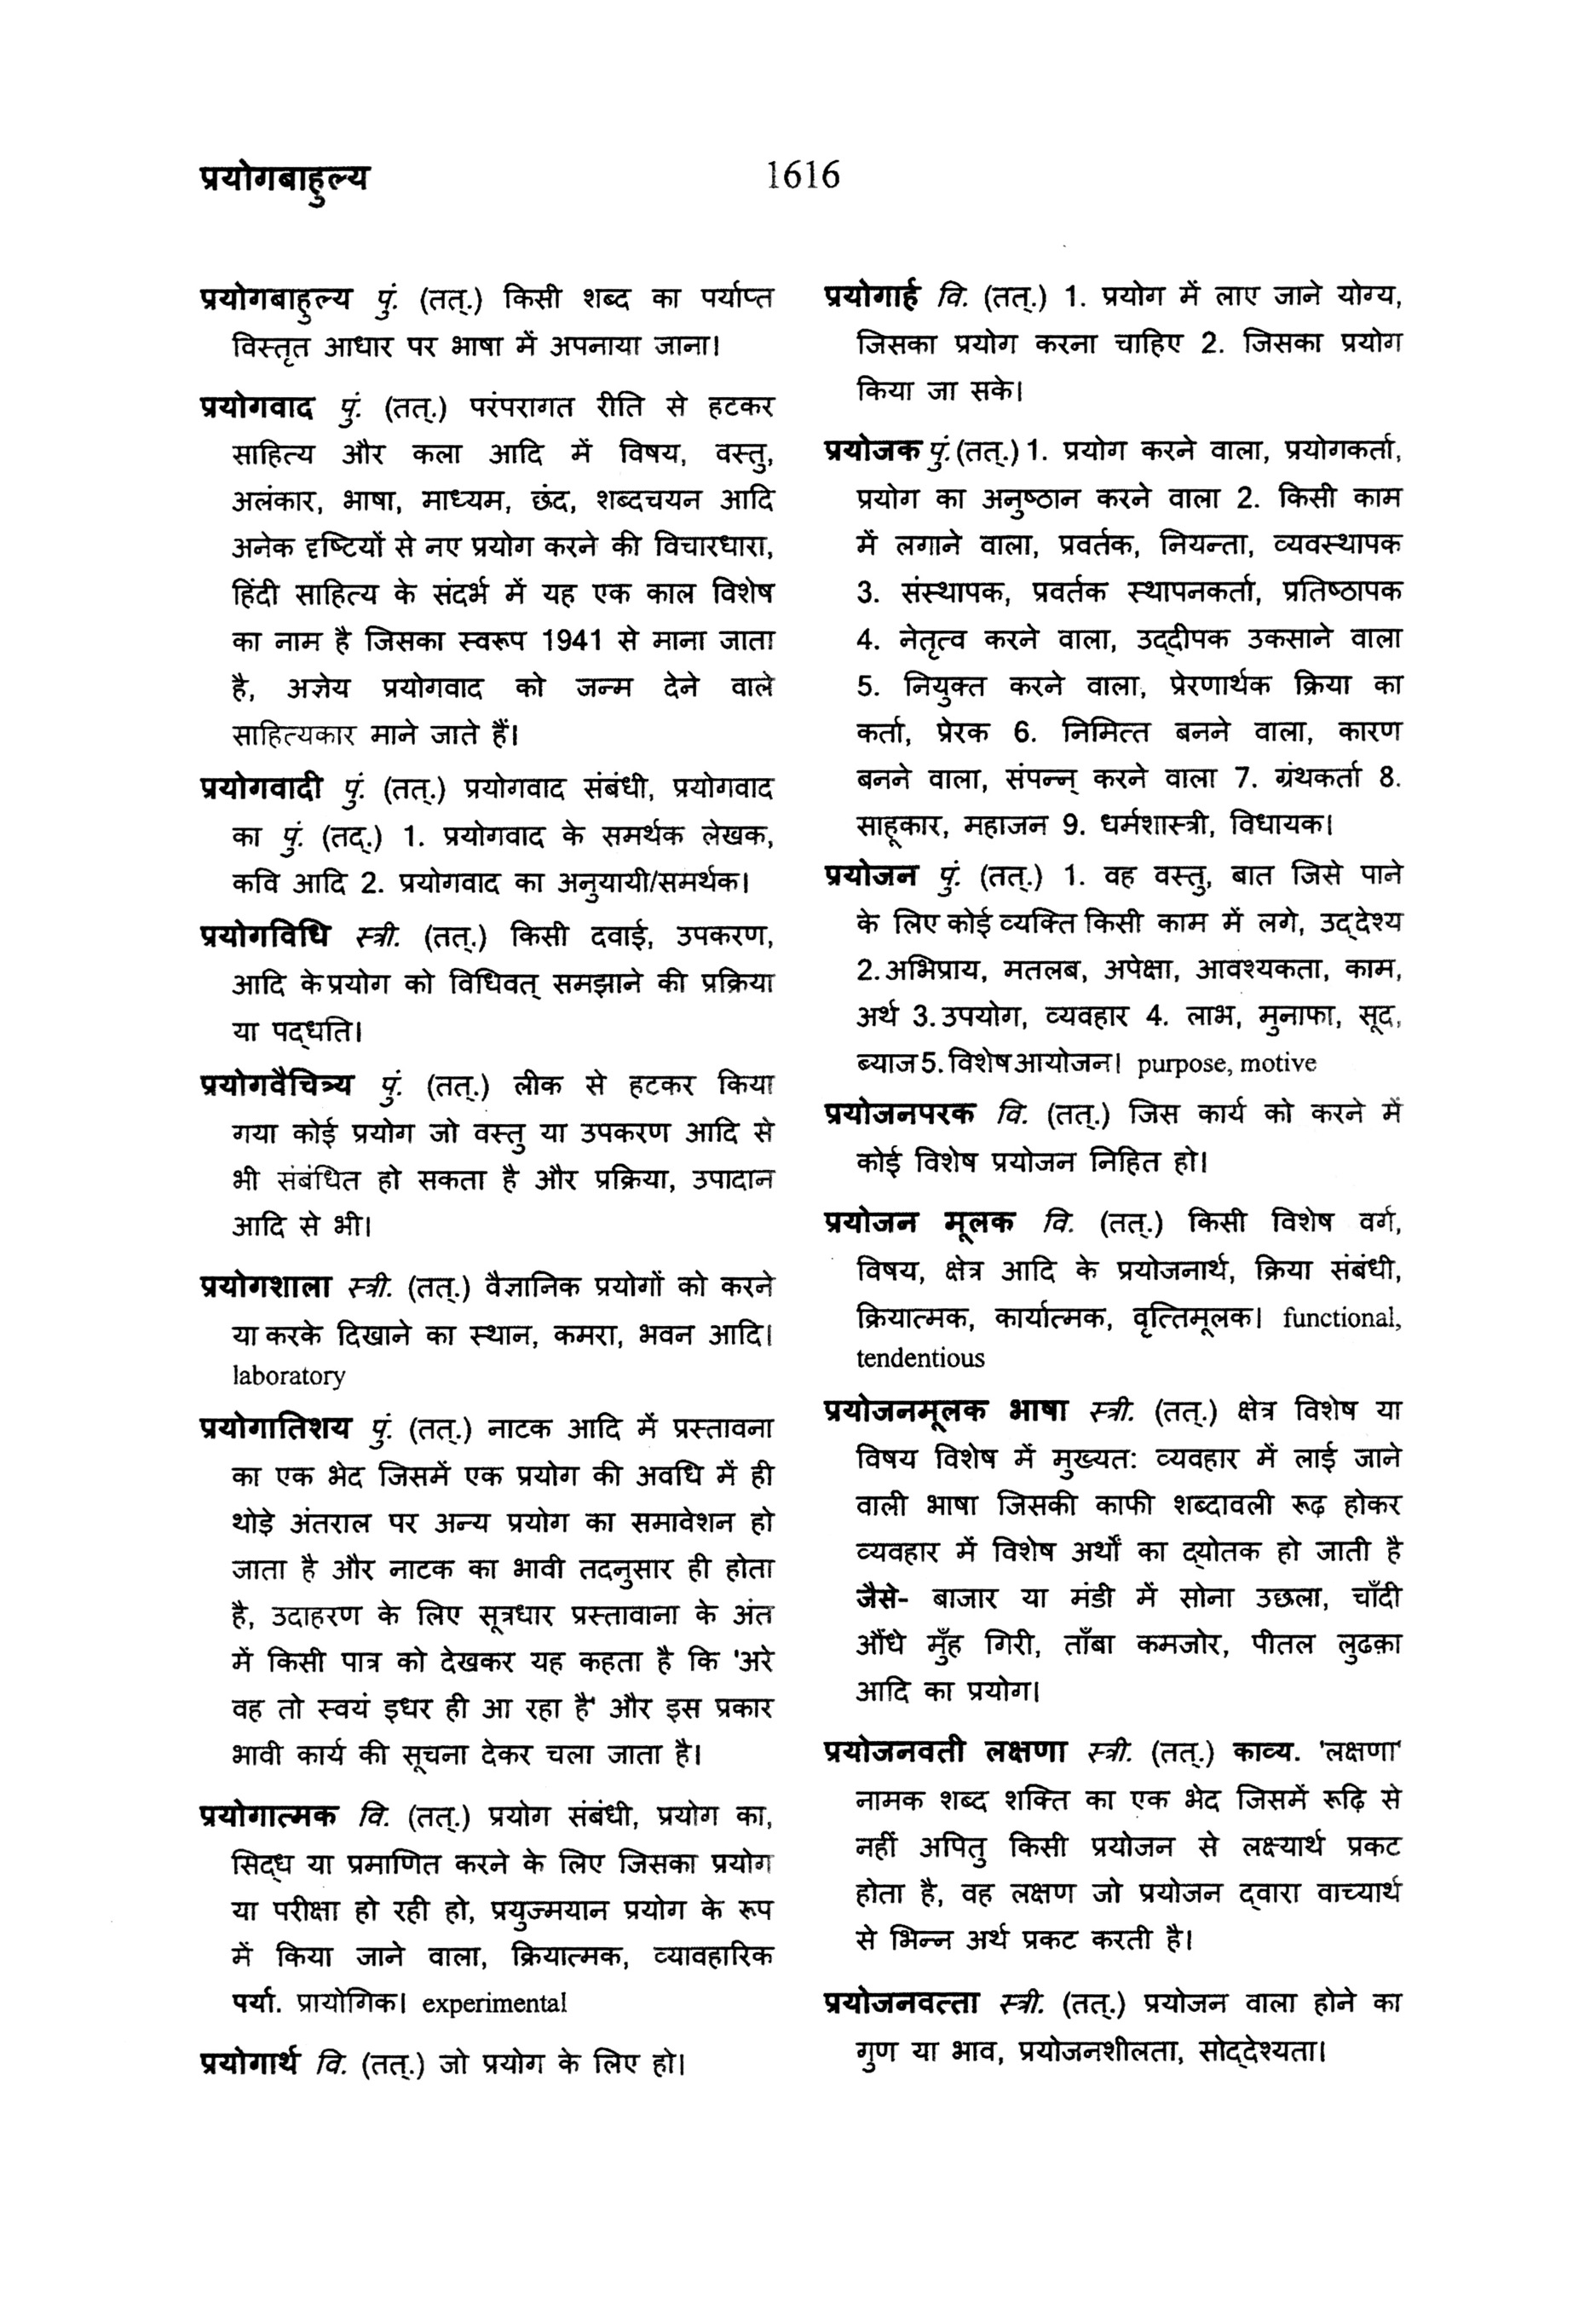 प्रयोगबाहुल्य
1616
प्रयोगबाहुल्य पुं. (तत्.) किसी शब्द का पर्याप्त
विस्तृत आधार पर भाषा में अपनाया जाना।
प्रयोगवाद पुं. (तत्.) परंपरागत रीति से हटकर
साहित्य और कला आदि में विषय, वस्तु,
अलंकार, भाषा, माध्यम, छंद, शब्दचयन आदि
अनेक दृष्टियों से नए प्रयोग करने की विचारधारा,
हिंदी साहित्य के संदर्भ में यह एक काल विशेष
का नाम है जिसका स्वरूप 1941 से माना जाता
है, अज्ञेय प्रयोगवाद को जन्म देने वाले
साहित्यकार माने जाते हैं।
प्रयोगवादी पुं. (तत्.) प्रयोगवाद संबंधी, प्रयोगवाद
का पुं. (तद्.) 1. प्रयोगवाद के समर्थक लेखक,
कवि आदि 2. प्रयोगवाद का अनुयायी/समर्थक।
प्रयोगविधि स्त्री. (तत्.) किसी दवाई, उपकरण,
आदि के प्रयोग को विधिवत् समझाने की प्रक्रिया
या पद्धति।
प्रयोगवैचित्र्य पुं. (तत्.) लीक से हटकर किया
गया कोई प्रयोग जो वस्तु या उपकरण आदि से
भी संबंधित हो सकता है और प्रक्रिया, उपादान
आदि से भी।
प्रयोगशाला स्त्री. (तत्.) वैज्ञानिक प्रयोगों को करने
या करके दिखाने का स्थान, कमरा, भवन आदि।
laboratory
प्रयोगातिशय पुं. (तत्.) नाटक आदि में प्रस्तावना
का एक भेद जिसमें एक प्रयोग की अवधि में ही
थोड़े अंतराल पर अन्य प्रयोग का समावेशन हो
जाता है और नाटक का भावी तदनुसार ही होता
है, उदाहरण के लिए सूत्रधार प्रस्तावाना के अंत
में किसी पात्र को देखकर यह कहता है कि 'अरे
वह तो स्वयं इधर ही आ रहा है' और इस प्रकार
भावी कार्य की सूचना देकर चला जाता है।
प्रयोगात्मक वि. (तत्.) प्रयोग संबंधी, प्रयोग का,
सिद्ध या प्रमाणित करने के लिए जिसका प्रयोग
या परीक्षा हो रही हो, प्रयुज्मयान प्रयोग के रूप
में किया जाने वाला, क्रियात्मक, व्यावहारिक
पर्या. प्रायोगिक। experimental
प्रयोगार्थ वि. (तत्.) जो प्रयोग के लिए हो।
प्रयोगार्ह वि. (तत्.) 1. प्रयोग में लाए जाने योग्य,
जिसका प्रयोग करना चाहिए 2. जिसका प्रयोग
किया जा सके।
प्रयोजक पुं. (तत्.) 1. प्रयोग करने वाला, प्रयोगकर्ता,
प्रयोग का अनुष्ठान करने वाला 2. किसी काम
में लगाने वाला, प्रवर्तक, नियन्ता, व्यवस्थापक
3. संस्थापक, प्रवर्तक स्थापनकर्ता, प्रतिष्ठापक
4. नेतृत्व करने वाला, उद्दीपक उकसाने वाला
5. नियुक्त करने वाला, प्रेरणार्थक क्रिया का
कर्ता, प्रेरक 6. निमित्त बनने वाला, कारण
बनने वाला, संपन्न् करने वाला 7. ग्रंथकर्ता 8.
साहूकार, महाजन 9. धर्मशास्त्री, विधायक।
प्रयोजन पुं. (तत्.) 1. वह वस्तु, बात जिसे पाने
के लिए कोई व्यक्ति किसी काम में लगे, उद्देश्य
2. अभिप्राय, मतलब, अपेक्षा, आवश्यकता, काम,
अर्थ 3. उपयोग, व्यवहार 4. लाभ, मुनाफा, सूद,
ब्याज 5. विशेष आयोजन। purpose, motive
प्रयोजनपरक वि. (तत्.) जिस कार्य को करने में
कोई विशेष प्रयोजन निहित हो।
प्रयोजन मूलक वि. (तत्.) किसी विशेष वर्ग,
विषय, क्षेत्र आदि के प्रयोजनार्थ, क्रिया संबंधी,
क्रियात्मक, कार्यात्मक, वृत्तिमूलक। functional,
tendentious
प्रयोजनमूलक भाषा स्त्री. (तत्.) क्षेत्र विशेष या
विषय विशेष में मुख्यत: व्यवहार में लाई जाने
वाली भाषा जिसकी काफी शब्दावली रूढ़ होकर
व्यवहार में विशेष अर्थों का द्योतक हो जाती है
जैसे- बाजार या मंडी में सोना उछला, चाँदी
औंधे मुँह गिरी, ताँबा कमजोर, पीतल लुढक़ा
आदि का प्रयोग।
प्रयोजनवती लक्षणा स्त्री. (तत्.) काव्य. 'लक्षणा'
नामक शब्द शक्ति का एक भेद जिसमें रूढ़ि से
नहीं अपितु किसी प्रयोजन से लक्ष्यार्थ प्रकट
होता है, वह लक्षण जो प्रयोजन द्वारा वाच्यार्थ
से भिन्न अर्थ प्रकट करती है।
प्रयोजनवत्ता स्त्री. (तत्.) प्रयोजन वाला होने का
गुण या भाव, प्रयोजनशीलता, सोद्देश्यता।